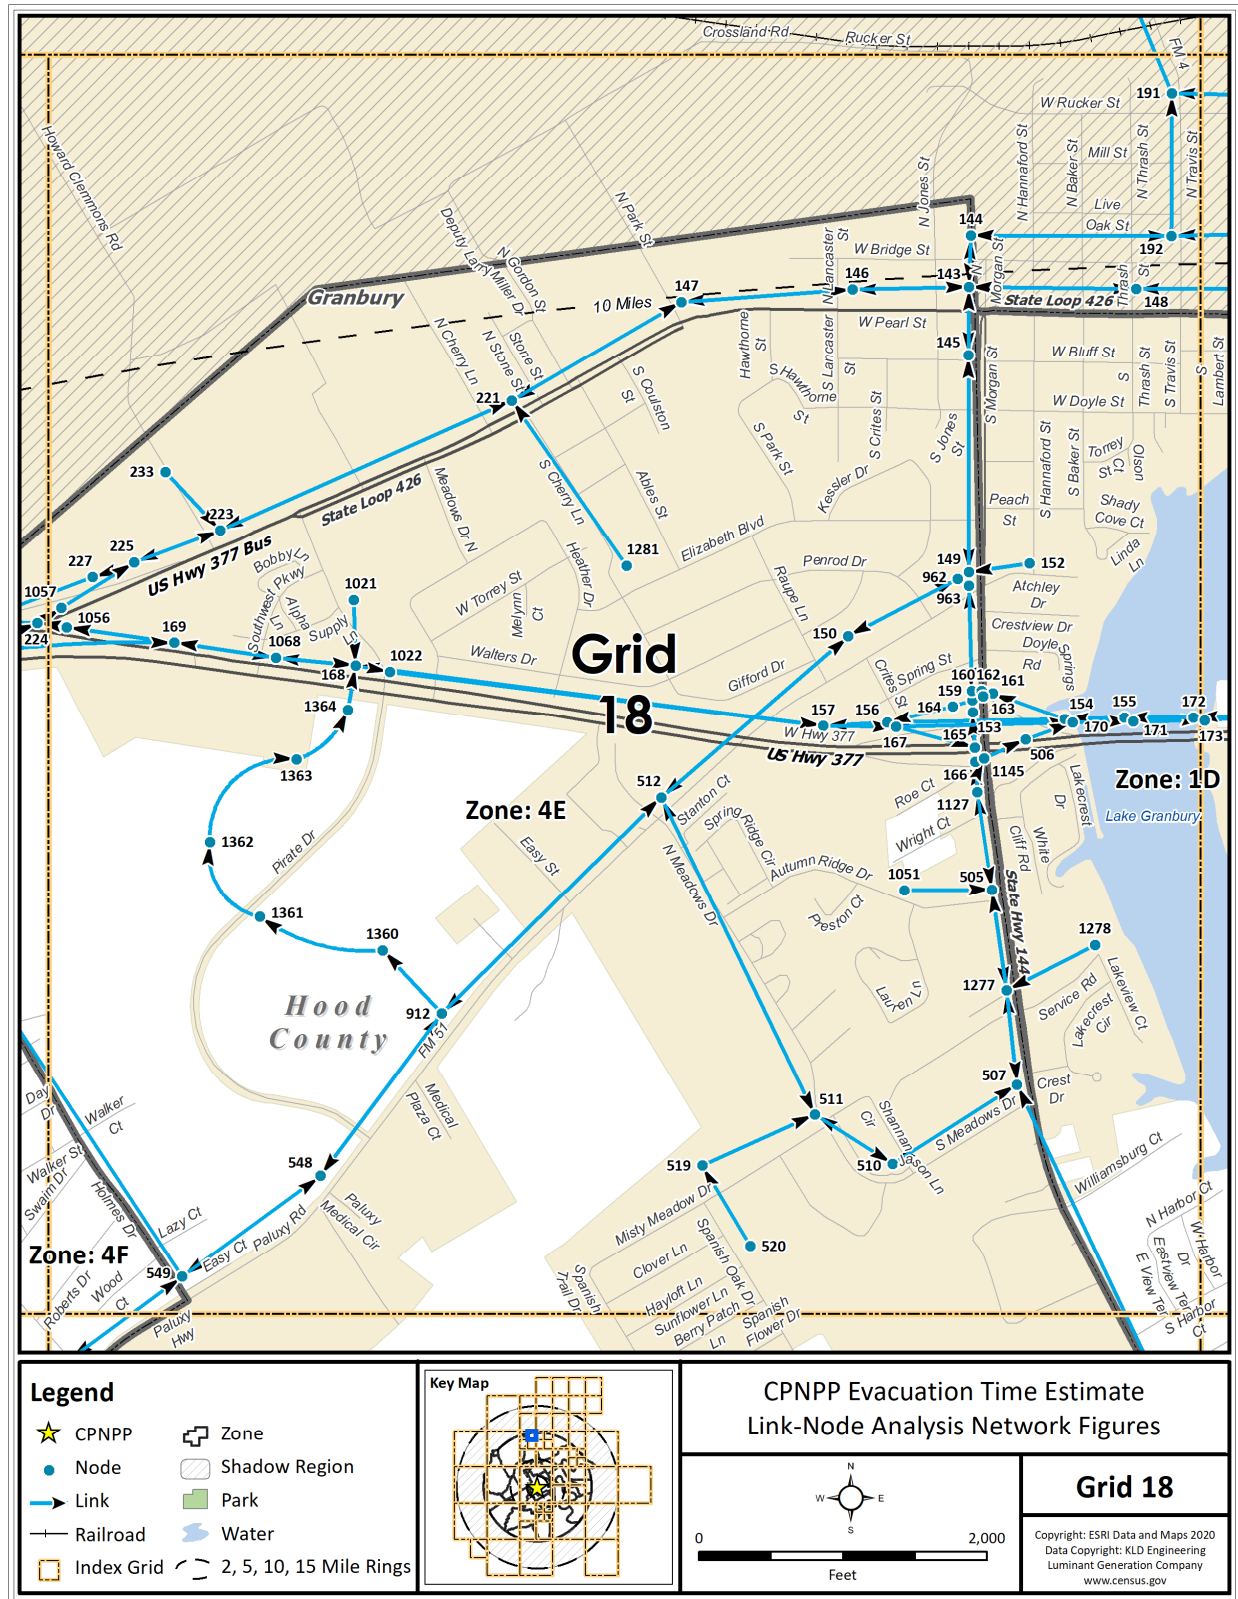 Crossland Rd
Rucker St
FM 4
191
W Rucker St
Howard Clemmons Rd
N Jones St
N Hannaford St
N Baker St
Mill St
N Thrash St
N Travis St
Live
Oak St
N Park St
Deputy Larry Miller Dr
N Gordon St
144
192
W Bridge St
N Lancaster St
N Morgan St
Thrash St
Granbury
10 Miles
147
146
143
148
State Loop 426
W Pearl St
N Cherry Ln
N Stone St
Stone St
Hawthorne St
S Lancaster St
145
S Morgan St
W Bluff St
S Thrash St
S Travis St
S Lambert St
S Hawthorne St
S Coulston St
221
W Doyle St
S Crites St
S Jones St
S Park St
S Hannaford St
S Baker St
Torrey St
Ct
Olson
233
Meadows Dr N
S Cherry Ln
Ables St
Kessler Dr
Peach St
Shady Cove Ct
State Loop 426
223
US Hwy 377 Bus
225
227
Bobby Ln
Elizabeth Blvd
Linda Ln
1281
Heather Dr
Penrod Dr
149
152
962
963
Atchley Dr
1057
1056
224
Southwest Pkwy
Alpha Ln
1021
Supply Ln
W Torrey St
Melynn Ct
Raupe Ln
150
Crestview Dr
Doyle Rd
Springs
169
1068
168
1022
Walters Dr
Grid
18
Gifford Dr
Crites St
Spring St
160
162
161
159
164
163
1364
157
156
167
W Hwy 377
165
153
154
170
155
171
172
173
US Hwy 377
506
1363
512
Stanton Ct
166
1145
Zone: 1D
1127
Roe Ct
Lakecrest Dr
Lake Granbury
Zone: 4E
Spring Ridge Cir
Wright Ct
White Cliff Rd
1362
Pirate Dr
Easy St
N Meadows Dr
Autumn Ridge Dr
1051
505
State Hwy 144
Preston Ct
1361
1360
1278
Lauren Ln
1277
Service Rd
Lakeview Ct
Lakecrest Cir
Hood
County
912
FM 51
507
Crest Dr
Day Dr
Walker Ct
Medical Plaza Ct
511
Cir
Shannan
Jason Ln
S Meadows Dr
510
Walker St
Swaim Dr
Holmes Dr
548
519
Williamsburg Ct
Misty Meadow Dr
Paluxy Medical Cir
Paluxy Rd
Lazy Ct
Easy Ct
N Harbor Ct
W Harbor Dr
Zone: 4F
549
520
Clover Ln
Spanish Oak Dr
Eastview Ter
E View Ter
Roberts Dr
Wood Ct
Spanish Trail Dr
Hayloft Ln
Sunflower Ln
Berry Patch Ln
Spanish Flower Dr
S Harbor Ct
Paluxy Hwy
Legend
CPNPP
Zone
Node
Shadow Region
Link
Park
Railroad
Water
Index Grid
2, 5, 10, 15 Mile Rings
Key Map
CPNPP Evacuation Time Estimate
Link-Node Analysis Network Figures
N
W
E
S
0
2,000
Feet
Grid 18
Copyright: ESRI Data and Maps 2020
Data Copyright: KLD Engineering
Luminant Generation Company
www.census.gov